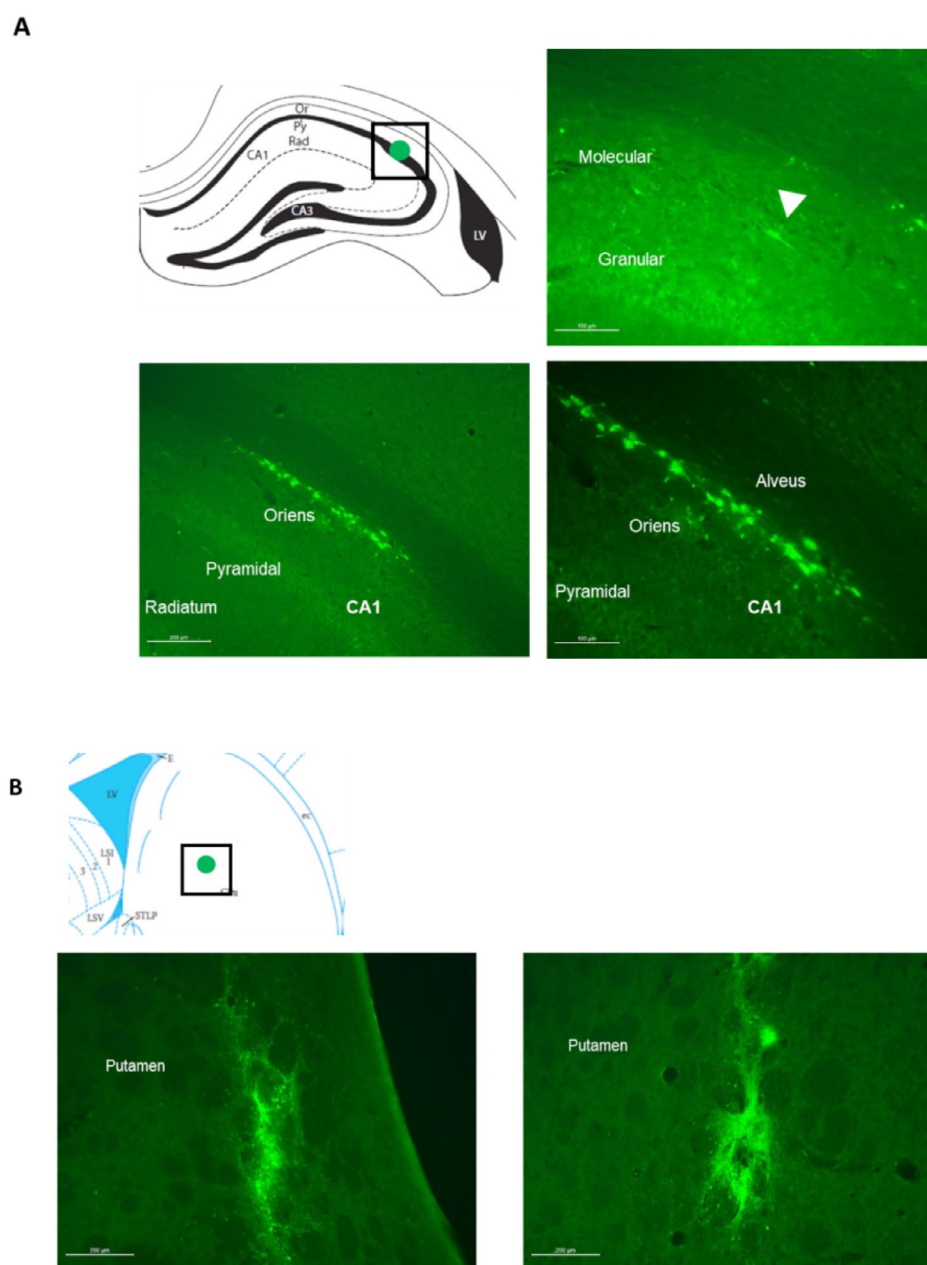 A
Or
Py
Rad
CA1
CA3
LV
Molecular
Granular
100 µm
Oriens
Pyramidal
Radiatum
CA1
200 µm
Alveus
Oriens
Pyramidal
CA1
100 µm
B
E
LV
ec
LSI
1
2
3
LSV
STLP
Putamen
200 µm
Putamen
200 µm